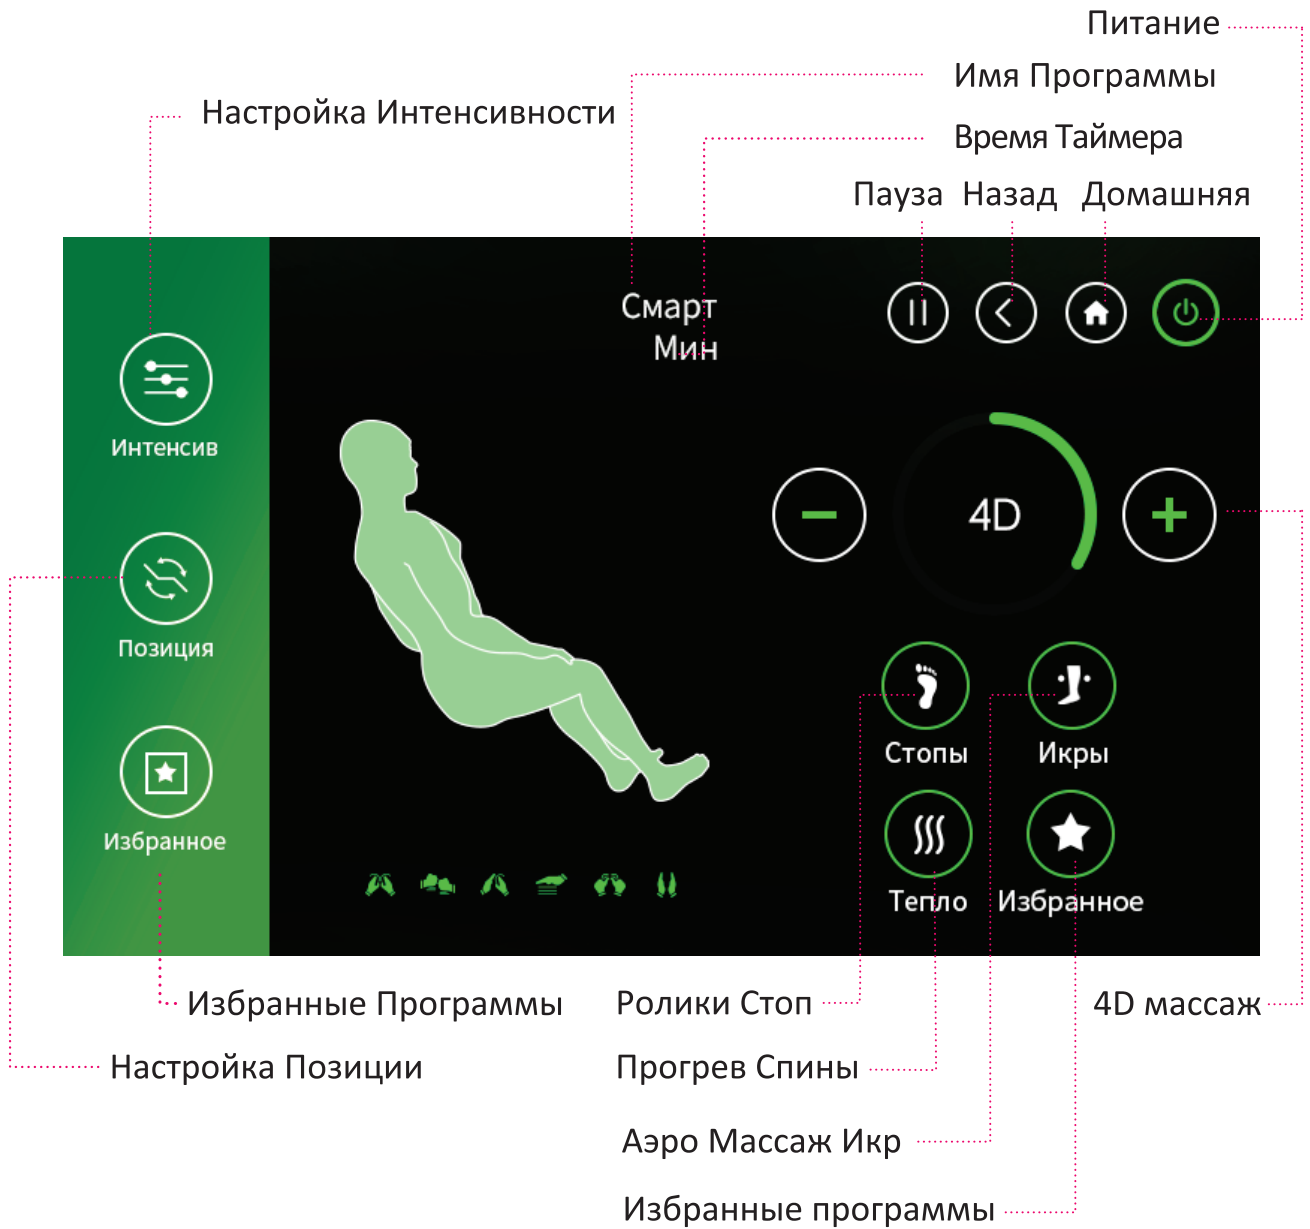 Питание
Имя Программы
Настройка Интенсивности
Время Таймера
Пауза Назад Домашняя
Смарт
Мин
Интенсив
4D
Позиция
Стопы Икры
Избранное
Тепло Избранное
Избранные Программы Ролики Стоп 4D массаж
Настройка Позиции Прогрев Спины
Аэро Массаж Икр
Избранные программы